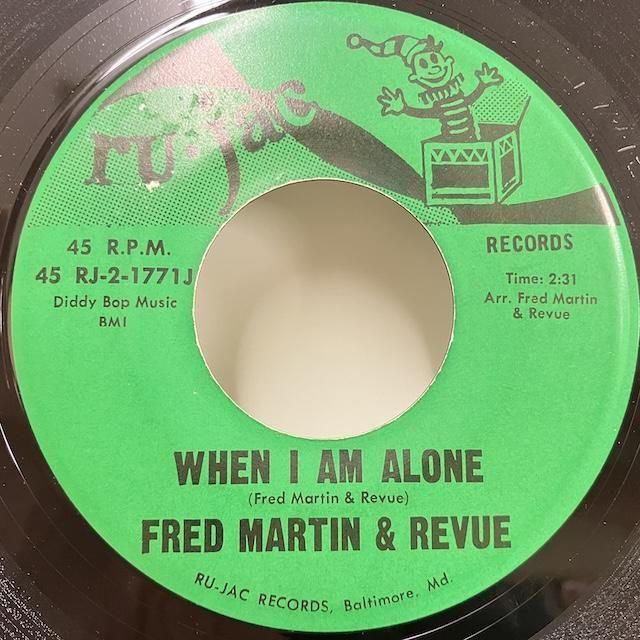 ru-jac
45 R.P.M.
RECORDS
45 RJ-2-1771J
Time: 2:31
Diddy Bop Music
Arr. Fred Martin
BMI
& Revue
WHEN I AM ALONE
(Fred Martin & Revue)
FRED MARTIN & REVUE
RU-JAC RECORDS, Baltimore, Md.